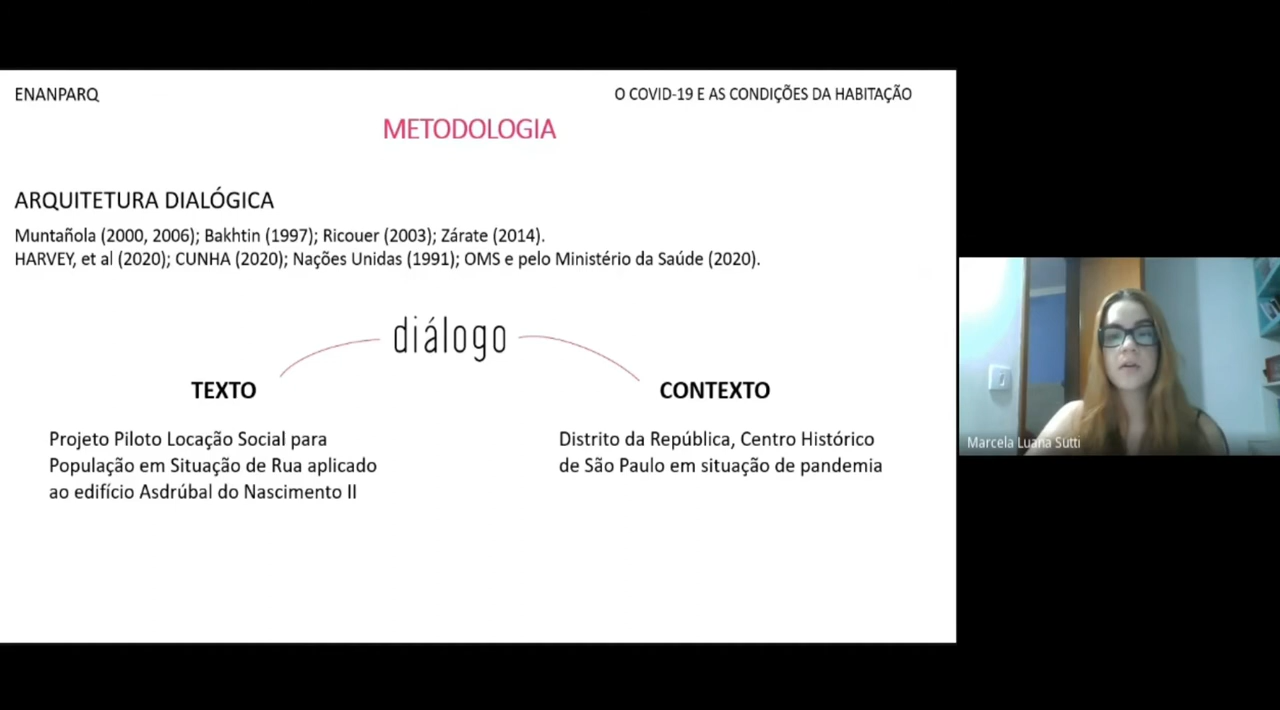 ENANPARQ
O COVID-19 E AS CONDIÇÕES DA HABITAÇÃO
METODOLOGIA
ARQUITETURA DIALÓGICA
Muntañola (2000, 2006); Bakhtin (1997); Ricouer (2003); Zárate (2014).
HARVEY, et al (2020); CUNHA (2020); Nações Unidas (1991); OMS e pelo Ministério da Saúde (2020).
diálogo
TEXTO
Projeto Piloto Locação Social para
População em Situação de Rua aplicado
ao edifício Asdrúbal do Nascimento II
CONTEXTO
Distrito da República, Centro Histórico
de São Paulo em situação de pandemia
Marcela Luana Sutti